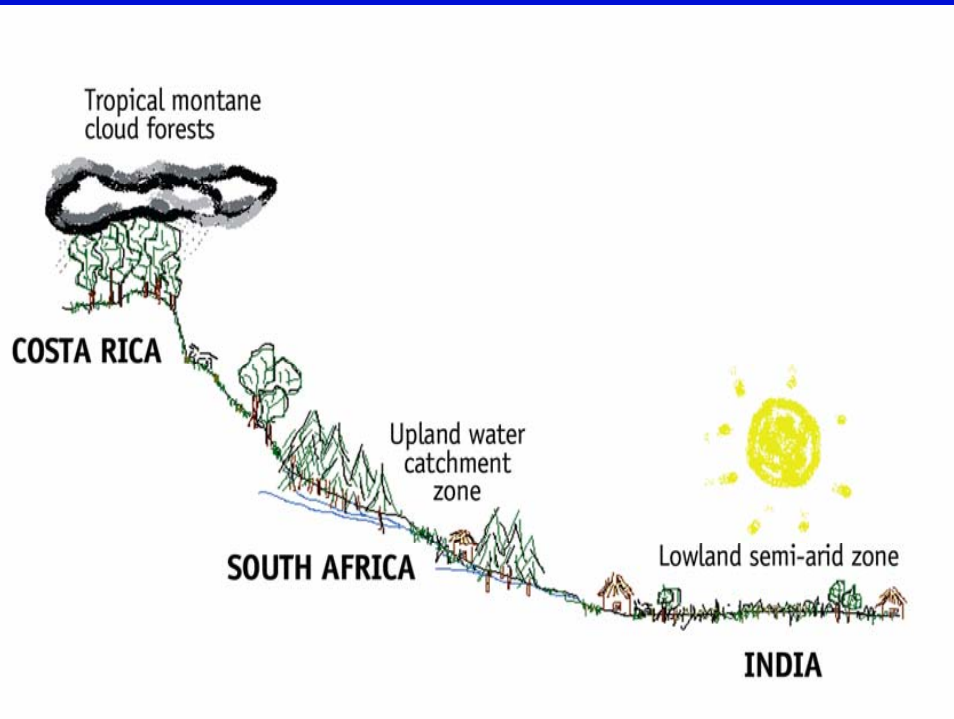 Tropical montane
cloud forests
COSTA RICA
Upland water
catchment
zone
SOUTH AFRICA
Lowland semi-arid zone
INDIA